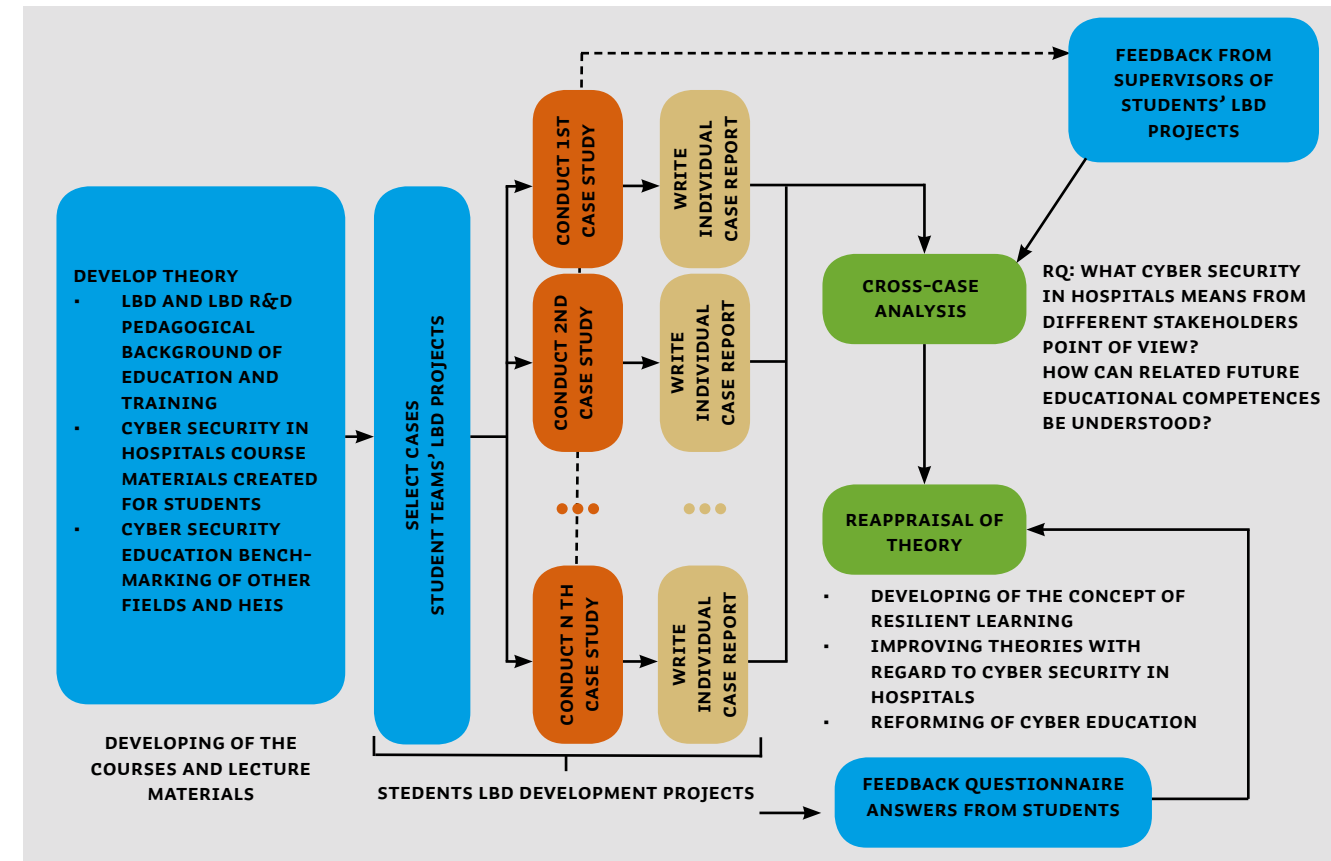 DEVELOP THEORY
▪ LBD AND LBD R&D
PEDAGOGICAL
BACKGROUND OF
EDUCATION AND
TRAINING
▪ CYBER SECURITY IN
HOSPITALS COURSE
MATERIALS CREATED
FOR STUDENTS
▪ CYBER SECURITY
EDUCATION BENCH-
MARKING OF OTHER
FIELDS AND HEIS
DEVELOPING OF THE
COURSES AND LECTURE
MATERIALS
SELECT CASES
STUDENT TEAMS’ LBD PROJECTS
CONDUCT 1ST
CASE STUDY
WRITE
INDIVIDUAL
CASE REPORT
CONDUCT 2ND
CASE STUDY
WRITE
INDIVIDUAL
CASE REPORT
CONDUCT N TH
CASE STUDY
WRITE
INDIVIDUAL
CASE REPORT
STEDENTS LBD DEVELOPMENT PROJECTS
FEEDBACK FROM
SUPERVISORS OF
STUDENTS’ LBD
PROJECTS
CROSS-CASE
ANALYSIS
RQ: WHAT CYBER SECURITY
IN HOSPITALS MEANS FROM
DIFFERENT STAKEHOLDERS
POINT OF VIEW?
HOW CAN RELATED FUTURE
EDUCATIONAL COMPETENCES
BE UNDERSTOOD?
REAPPRAISAL OF
THEORY
▪ DEVELOPING OF THE CONCEPT OF
RESILIENT LEARNING
▪ IMPROVING THEORIES WITH
REGARD TO CYBER SECURITY IN
HOSPITALS
▪ REFORMING OF CYBER EDUCATION
FEEDBACK QUESTIONNAIRE
ANSWERS FROM STUDENTS